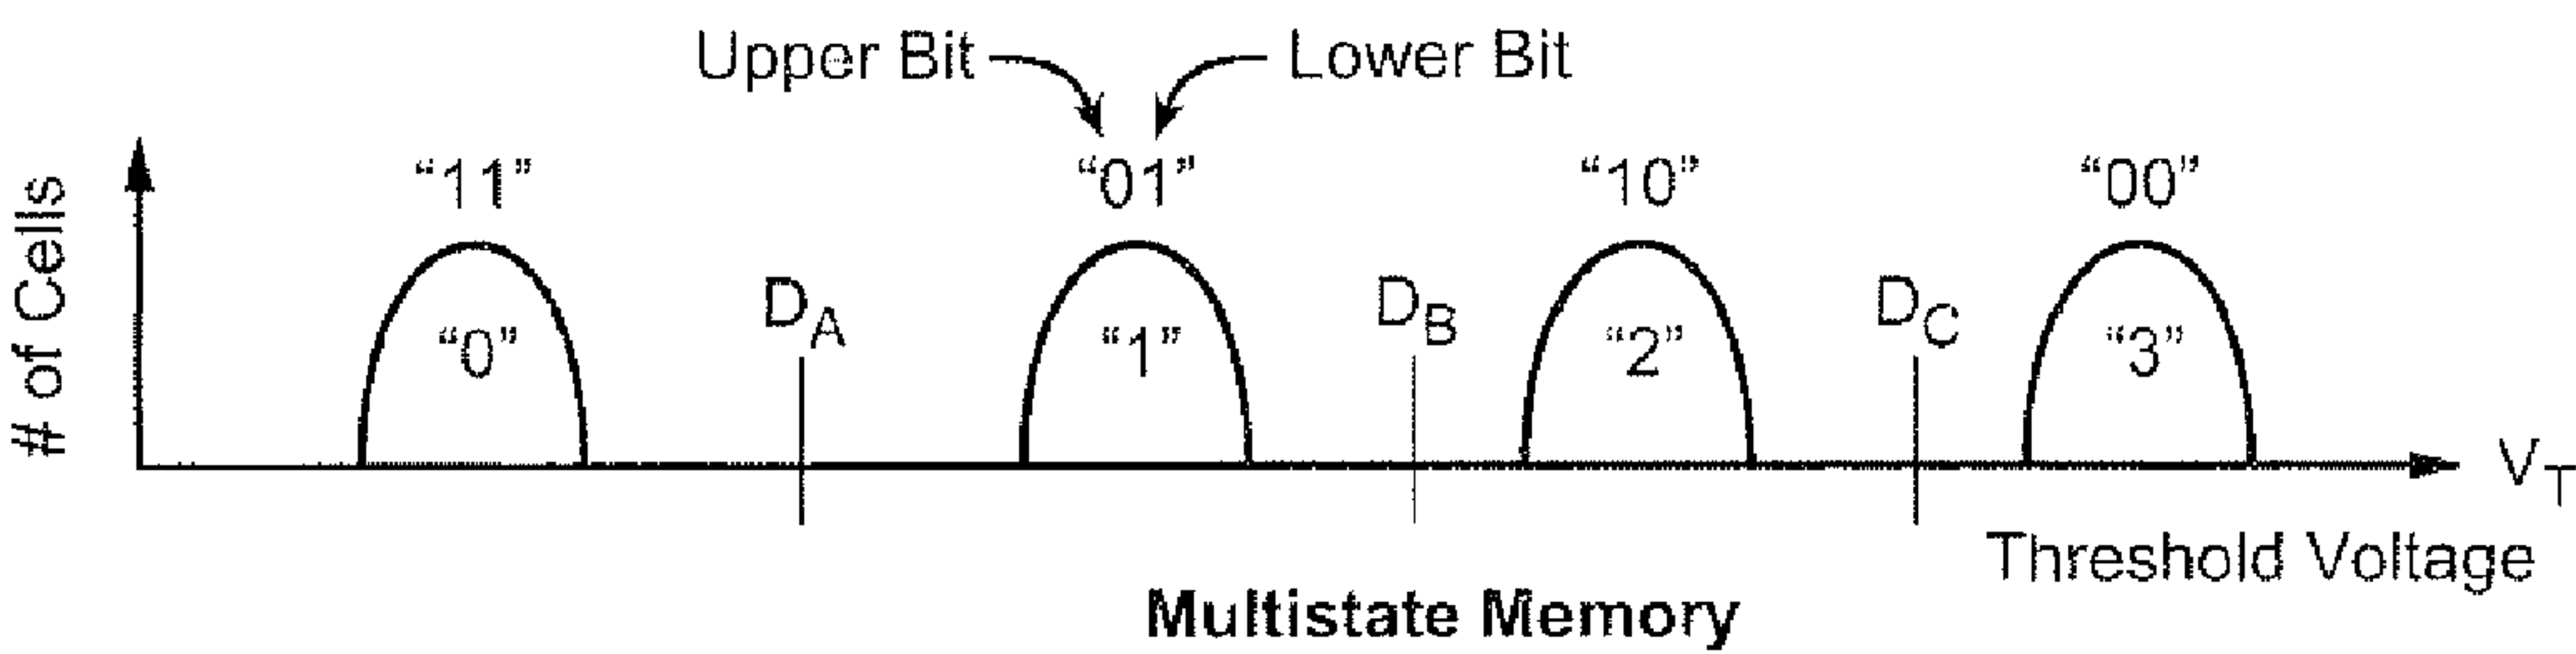 Upper Bit Lower Bit
“11” “01” “10” “00”
# of Cells
D_A D_B D_C
“0” “1” “2” “3”
V_T
Threshold Voltage
Multistate Memory